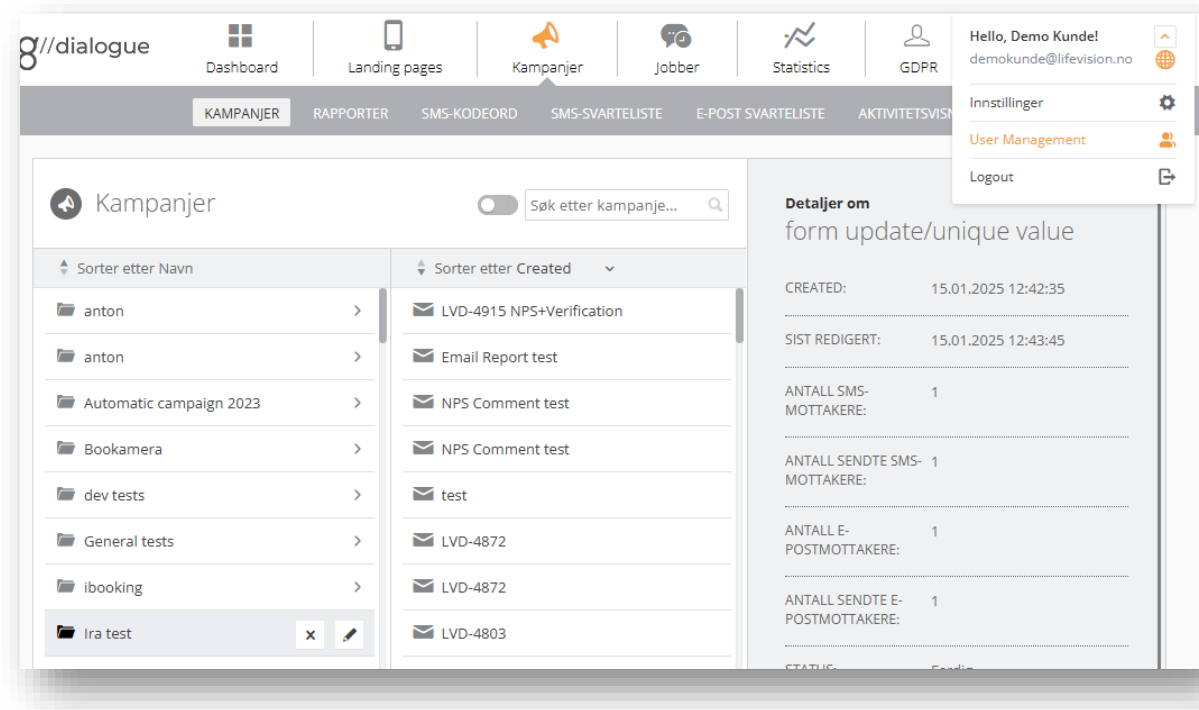 g//dialogue
Dashboard
Landing pages
Kampanjer
Jobber
Statistics
GDPR
Hello, Demo Kunde!
demokunde@lifevision.no
Innstillinger
User Management
Logout
KAMPANJER
RAPPORTER
SMS-KODEORD
SMS-SVARTELISTE
E-POST SVARTELISTE
AKTIVITETSVISN
Kampanjer
Søk etter kampanje...
Sorter etter Navn
Sorter etter Created
anton
anton
Automatic campaign 2023
Bookamera
dev tests
General tests
ibooking
Ira test
LVD-4915 NPS+Verification
Email Report test
NPS Comment test
NPS Comment test
test
LVD-4872
LVD-4872
LVD-4803
Detaljer om
form update/unique value
CREATED: 15.01.2025 12:42:35
SIST REDIGERT: 15.01.2025 12:43:45
ANTALL SMS- 1
MOTTAKERE:
ANTALL SENDTE SMS- 1
MOTTAKERE:
ANTALL E- 1
POSTMOTTAKERE:
ANTALL SENDTE E- 1
POSTMOTTAKERE: